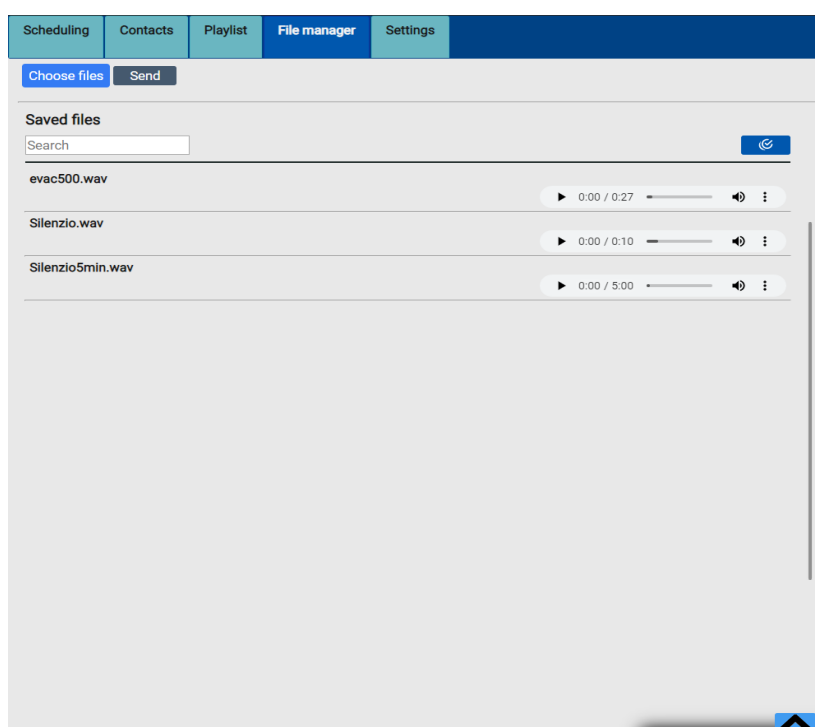 Scheduling Contacts Playlist File manager Settings
Choose files Send
Saved files
Search
evac500.wav
0:00 / 0:27
Silenzio.wav
0:00 / 0:10
Silenzio5min.wav
0:00 / 5:00